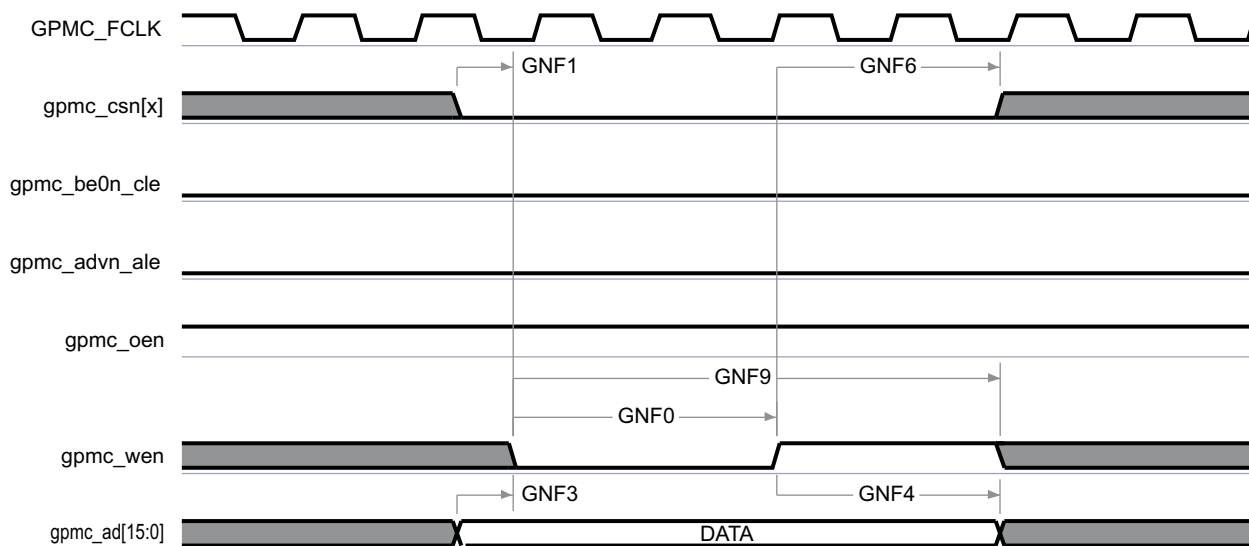 GPMC_FCLK
GNF1
GNF6
gpmc_csn[x]
gpmc_be0n_cle
gpmc_advn_ale
gpmc_oen
GNF9
GNF0
gpmc_wen
GNF3
GNF4
gpmc_ad[15:0]
DATA